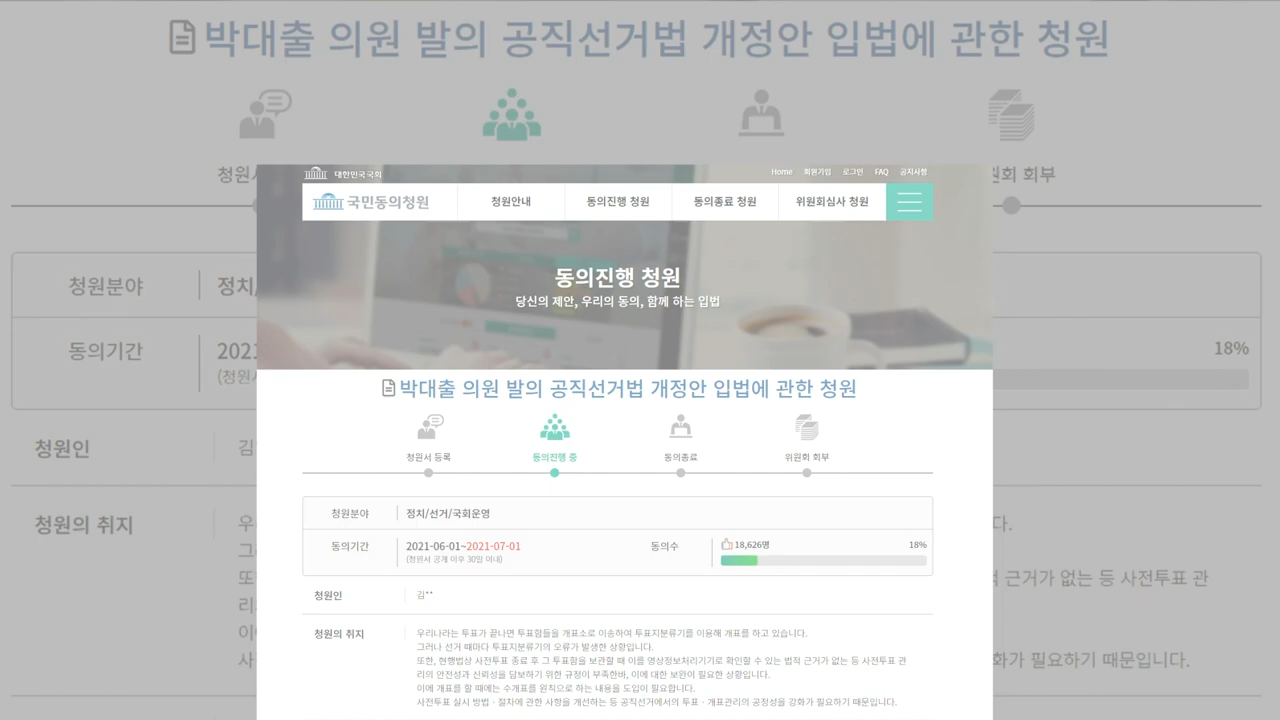 박대출 의원 발의 공직선거법 개정안 입법에 관한 청원
청원서
위원회 회부
청원분야
정치/
동의기간
2021
(청원서
18%
청원인
김
청원의 취지
우
그
또
리
이
사
다.
적 근거가 없는 등 사전투표 관
화가 필요하기 때문입니다.
대한민국국회
Home 회원가입 로그인 FAQ 공지사항
국민동의청원 청원안내 동의진행 청원 동의종료 청원 위원회심사 청원
동의진행 청원
당신의 제안, 우리의 동의, 함께 하는 입법
박대출 의원 발의 공직선거법 개정안 입법에 관한 청원
청원서 등록 동의진행 중 동의종료 위원회 회부
청원분야 정치/선거/국회운영
동의기간 2021-06-01~2021-07-01 동의수 18,626명 18%
(청원서 공개 이후 30일 이내)
청원인 김**
청원의 취지 우리나라는 투표가 끝나면 투표함들을 개표소로 이송하여 투표지분류기를 이용해 개표를 하고 있습니다.
그러나 선거 때마다 투표지분류기의 오류가 발생한 상황입니다.
또한, 현행법상 사전투표 종료 후 그 투표함을 보관할 때 이를 영상정보처리기기로 확인할 수 있는 법적 근거가 없는 등 사전투표 관
리의 안전성과 신뢰성을 담보하기 위한 규정이 부족한바, 이에 대한 보완이 필요한 상황입니다.
이에 개표를 할 때에는 수개표를 원칙으로 하는 내용을 도입이 필요합니다.
사전투표 실시 방법ㆍ절차에 관한 사항을 개선하는 등 공직선거에서의 투표ㆍ개표관리의 공정성을 강화가 필요하기 때문입니다.